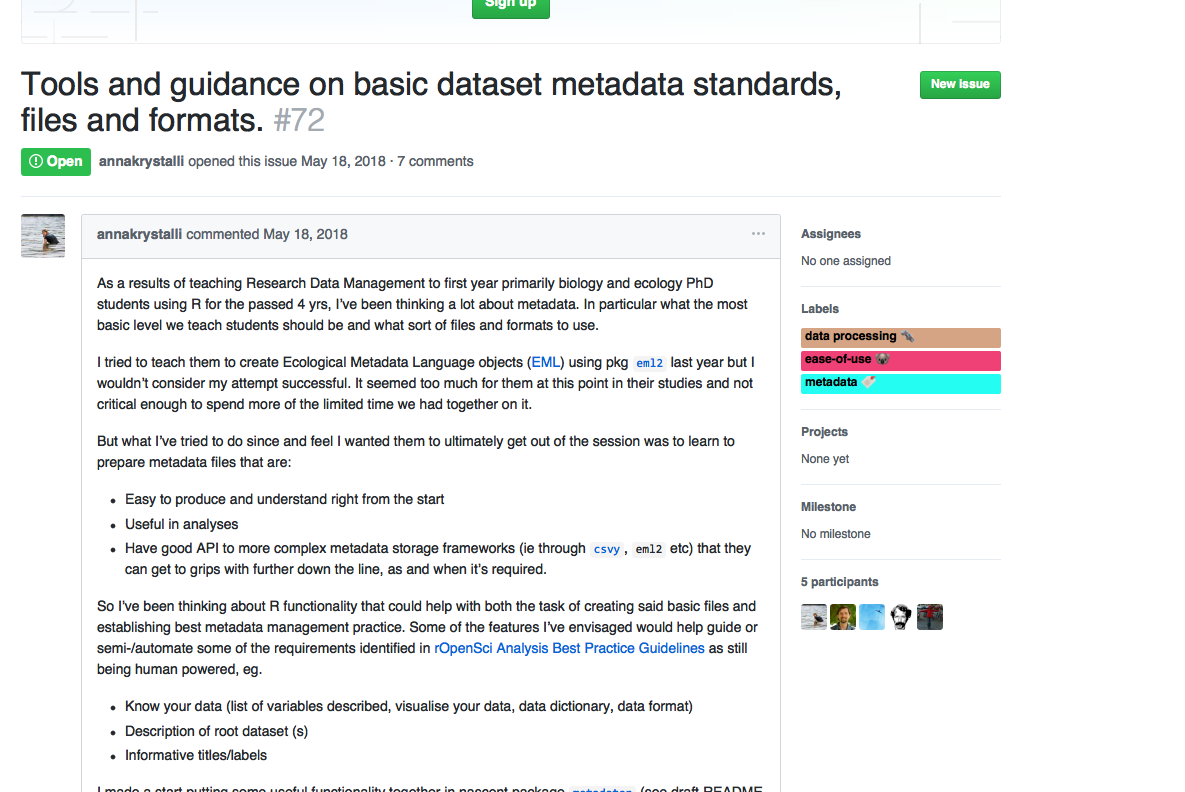 Sign up
Tools and guidance on basic dataset metadata standards,
files and formats. #72
New issue
Open annakrystalli opened this issue May 18, 2018 · 7 comments
annakrystalli commented May 18, 2018
As a results of teaching Research Data Management to first year primarily biology and ecology PhD
students using R for the passed 4 yrs, I've been thinking a lot about metadata. In particular what the most
basic level we teach students should be and what sort of files and formats to use.
I tried to teach them to create Ecological Metadata Language objects (EML) using pkg eml2 last year but I
wouldn't consider my attempt successful. It seemed too much for them at this point in their studies and not
critical enough to spend more of the limited time we had together on it.
But what I've tried to do since and feel I wanted them to ultimately get out of the session was to learn to
prepare metadata files that are:
• Easy to produce and understand right from the start
• Useful in analyses
• Have good API to more complex metadata storage frameworks (ie through csvy , eml2 etc) that they
can get to grips with further down the line, as and when it's required.
So I've been thinking about R functionality that could help with both the task of creating said basic files and
establishing best metadata management practice. Some of the features I've envisaged would help guide or
semi-/automate some of the requirements identified in rOpenSci Analysis Best Practice Guidelines as still
being human powered, eg.
• Know your data (list of variables described, visualise your data, data dictionary, data format)
• Description of root dataset (s)
• Informative titles/labels
I made a start putting some useful functionality together in nascent package (see draft README
Assignees
No one assigned
Labels
data processing
ease-of-use
metadata
Projects
None yet
Milestone
No milestone
5 participants